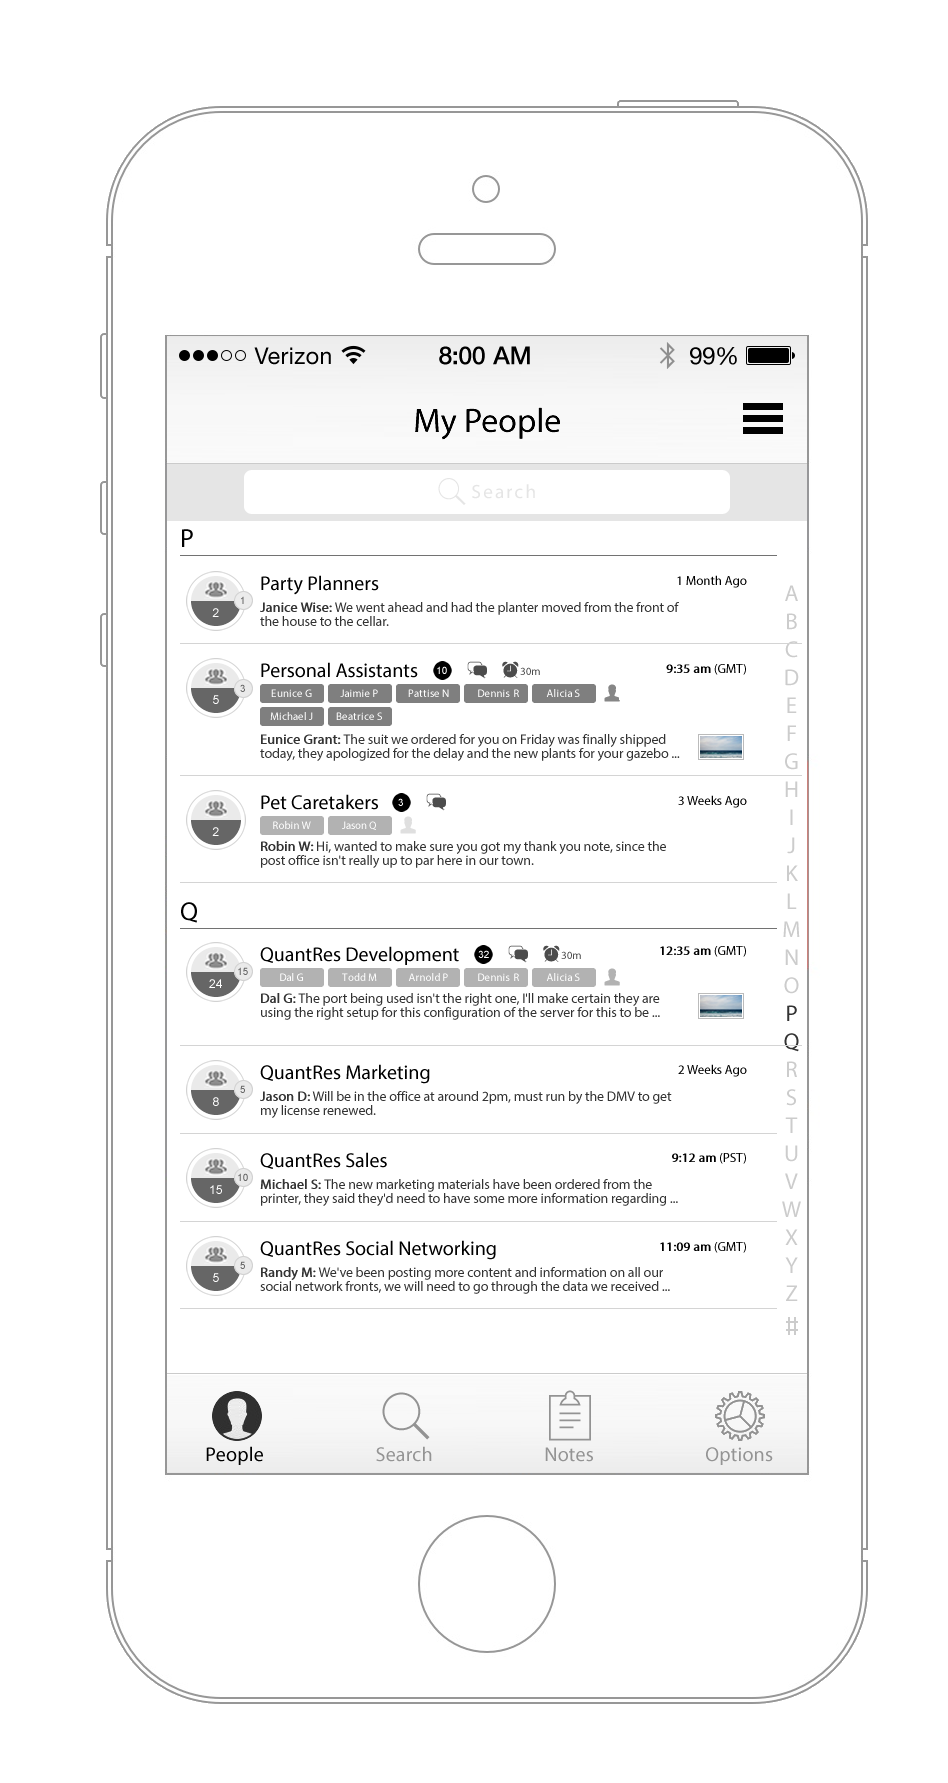 Verizon 8:00 AM 99%
My People
Search
P
Party Planners 1 Month Ago
1
2
Janice Wise: We went ahead and had the planter moved from the front of
the house to the cellar.
Personal Assistants 10 30m 9:35 am (GMT)
3
5
Eunice G Jaimie P Pattise N Dennis R Alicia S
Michael J Beatrice S
Eunice Grant: The suit we ordered for you on Friday was finally shipped
today, they apologized for the delay and the new plants for your gazebo ...
Pet Caretakers 3 3 Weeks Ago
2
Robin W Jason Q
Robin W: Hi, wanted to make sure you got my thank you note, since the
post office isn't really up to par here in our town.
Q
QuantRes Development 32 30m 12:35 am (GMT)
15
24
Dal G Todd M Arnold P Dennis R Alicia S
Dal G: The port being used isn't the right one, I'll make certain they are
using the right setup for this configuration of the server for this to be ...
QuantRes Marketing 2 Weeks Ago
5
8
Jason D: Will be in the office at around 2pm, must run by the DMV to get
my license renewed.
QuantRes Sales 9:12 am (PST)
10
15
Michael S: The new marketing materials have been ordered from the
printer, they said they'd need to have some more information regarding ...
QuantRes Social Networking 11:09 am (GMT)
5
5
Randy M: We've been posting more content and information on all our
social network fronts, we will need to go through the data we received ...
A
B
C
D
E
F
G
H
I
J
K
L
M
N
O
P
Q
R
S
T
U
V
W
X
Y
Z
#
People Search Notes Options